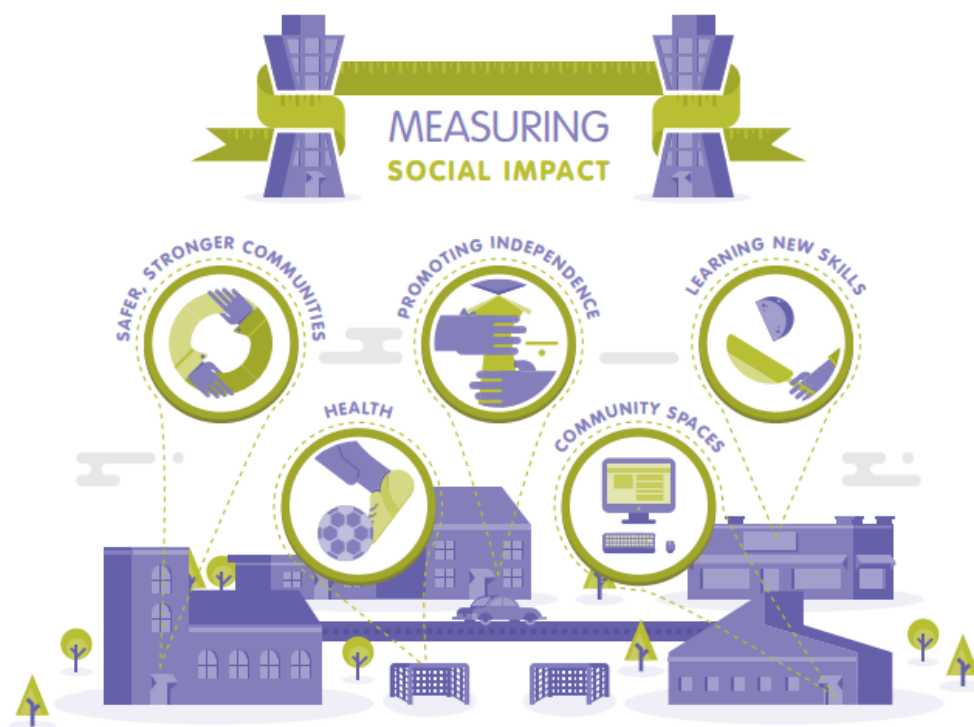 MEASURING
SOCIAL IMPACT
SAFER, STRONGER COMMUNITIES
PROMOTING INDEPENDENCE
LEARNING NEW SKILLS
HEALTH
COMMUNITY SPACES